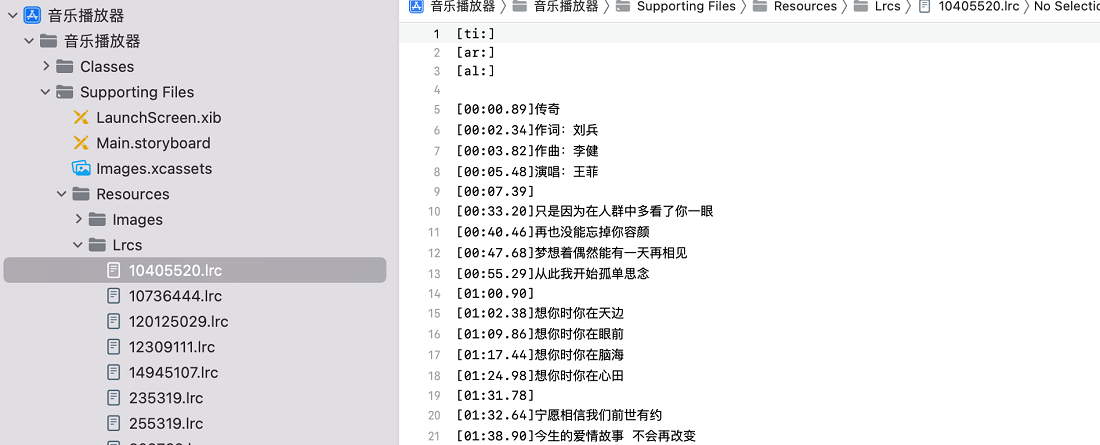 音乐播放器
音乐播放器
Classes
Supporting Files
LaunchScreen.xib
Main.storyboard
Images.xcassets
Resources
Images
Lrcs
10405520.lrc
10736444.lrc
120125029.lrc
12309111.lrc
14945107.lrc
235319.lrc
255319.lrc
音乐播放器 音乐播放器 Supporting Files Resources Lrcs 10405520.lrc No Selectio
1 [ti:]
2 [ar:]
3 [al:]
4
5 [00:00.89]传奇
6 [00:02.34]作词：刘兵
7 [00:03.82]作曲：李健
8 [00:05.48]演唱：王菲
9 [00:07.39]
10 [00:33.20]只是因为在人群中多看了你一眼
11 [00:40.46]再也没能忘掉你容颜
12 [00:47.68]梦想着偶然能有一天再相见
13 [00:55.29]从此我开始孤单思念
14 [01:00.90]
15 [01:02.38]想你时你在天边
16 [01:09.86]想你时你在眼前
17 [01:17.44]想你时你在脑海
18 [01:24.98]想你时你在心田
19 [01:31.78]
20 [01:32.64]宁愿相信我们前世有约
21 [01:38.90]今生的爱情故事 不会再改变